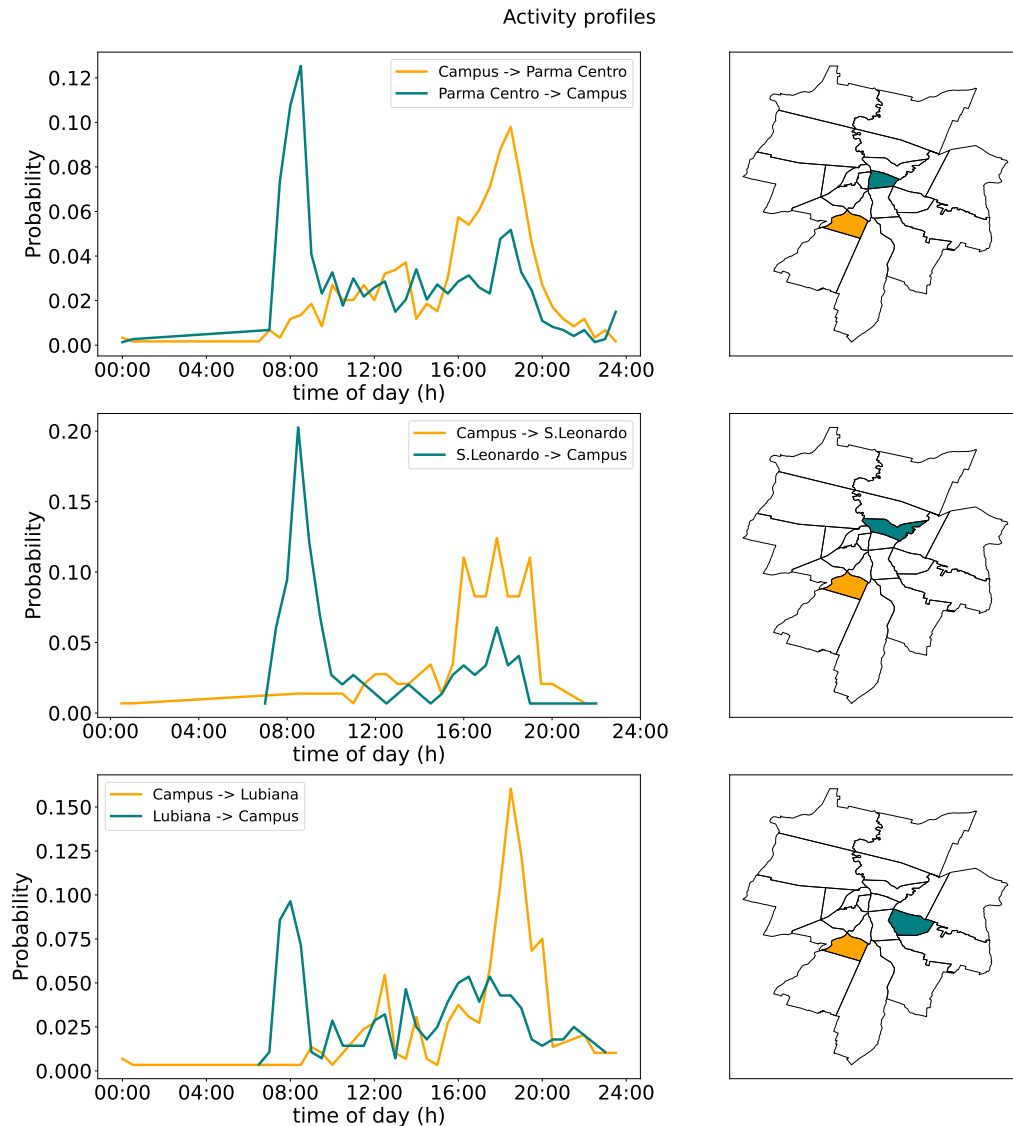 Activity profiles
Probability
0.12
0.10
0.08
0.06
0.04
0.02
0.00
Campus -> Parma Centro
Parma Centro -> Campus
00:00 04:00 08:00 12:00 16:00 20:00 24:00
time of day (h)
Probability
0.20
0.15
0.10
0.05
0.00
Campus -> S.Leonardo
S.Leonardo -> Campus
00:00 04:00 08:00 12:00 16:00 20:00 24:00
time of day (h)
Probability
0.150
0.125
0.100
0.075
0.050
0.025
0.000
Campus -> Lubiana
Lubiana -> Campus
00:00 04:00 08:00 12:00 16:00 20:00 24:00
time of day (h)